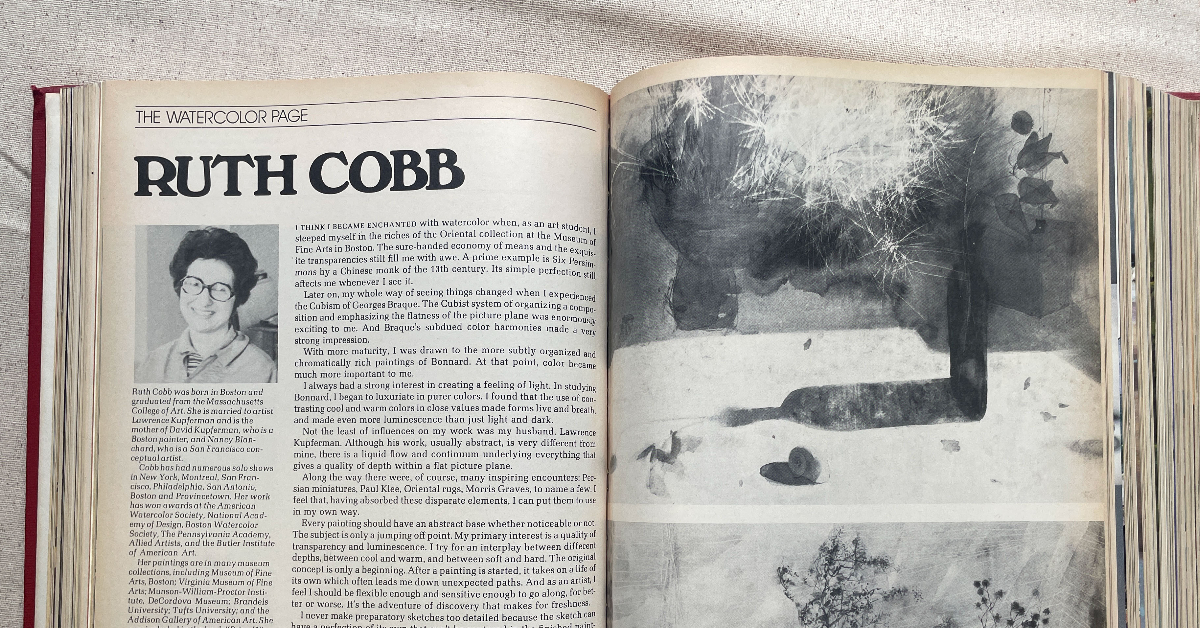 THE WATERCOLOR PAGE
RUTH COBB
Ruth Cobb was born in Boston and
graduated from the Massachusetts
College of Art. She is married to artist
Lawrence Kupferman and is the
mother of David Kupferman, who is a
Boston painter, and Nancy Blan-
chard, who is a San Francisco con-
ceptual artist.
Cobb has had numerous solo shows
in New York, Montreal, San Fran-
cisco, Philadelphia, San Antonio,
Boston and Provincetown. Her work
has won awards at the American
Watercolor Society, National Acad-
emy of Design, Boston Watercolor
Society, The Pennsylvania Academy,
Allied Artists, and the Butler Institute
of American Art.
Her paintings are in many museum
collections, including Museum of Fine
Arts, Boston; Virginia Museum of Fine
Arts; Munson-William-Proctor Insti-
tute, DeCordova Museum; Brandeis
University; Tufts University; and the
Addison Gallery of American Art. She
I THINK I BECAME ENCHANTED with watercolor when, as an art student, I
steeped myself in the riches of the Oriental collection at the Museum of
Fine Arts in Boston. The sure-handed economy of means and the exquis-
ite transparencies still fill me with awe. A prime example is Six Persim-
mons by a Chinese monk of the 13th century. Its simple perfection still
affects me whenever I see it.
Later on, my whole way of seeing things changed when I experienced
the Cubism of Georges Braque. The Cubist system of organizing a compo-
sition and emphasizing the flatness of the picture plane was enormously
exciting to me. And Braque's subdued color harmonies made a very
strong impression.
With more maturity, I was drawn to the more subtly organized and
chromatically rich paintings of Bonnard. At that point, color became
much more important to me.
I always had a strong interest in creating a feeling of light. In studying
Bonnard, I began to luxuriate in purer colors. I found that the use of con-
trasting cool and warm colors in close values made forms live and breath,
and made even more luminescence than just light and dark.
Not the least of influences on my work was my husband, Lawrence
Kupferman. Although his work, usually abstract, is very different from
mine, there is a liquid flow and continuum underlying everything that
gives a quality of depth within a flat picture plane.
Along the way there were, of course, many inspiring encounters: Per-
sian miniatures, Paul Klee, Oriental rugs, Morris Graves, to name a few. I
feel that, having absorbed these disparate elements, I can put them to use
in my own way.
Every painting should have an abstract base whether noticeable or not.
The subject is only a jumping off point. My primary interest is a quality of
transparency and luminescence. I try for an interplay between different
depths, between cool and warm, and between soft and hard. The original
concept is only a beginning. After a painting is started, it takes on a life of
its own which often leads me down unexpected paths. And as an artist, I
feel I should be flexible and sensitive enough to go along, for bet-
ter or worse. It's the adventure of discovery that makes for freshness.
I never make preparatory sketches too detailed because the sketch can
have a perfection of its own that